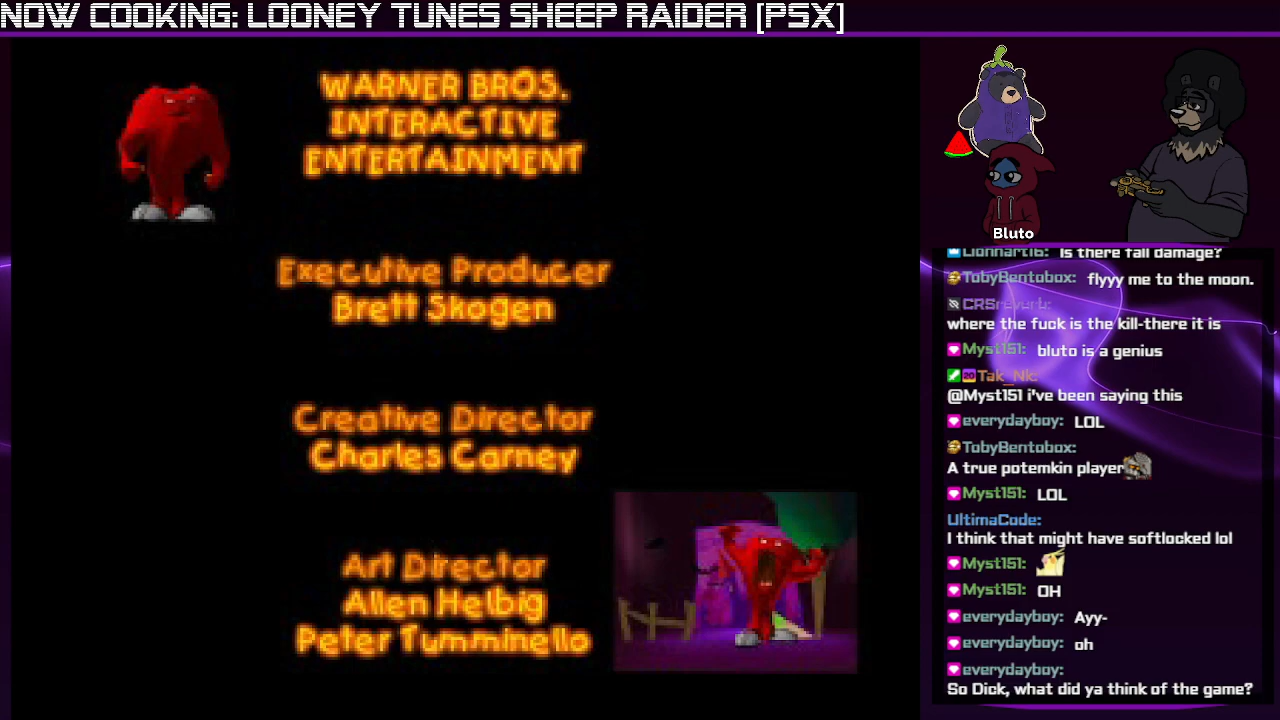 NOW COOKING: LOONEY TUNES SHEEP RAIDER [PSX]
WARNER BROS.
INTERACTIVE
ENTERTAINMENT
Executive Producer
Brett Skogen
Creative Director
Charles Carney
Art Director
Allen Helbig
Peter Tumminello
Bluto
Lionhart16: Is there fall damage?
TobyBentobox: flyyy me to the moon.
CRSreverb:
where the fuck is the kill-there it is
Myst151: bluto is a genius
Tak_Nk:
@Myst151 i've been saying this
everydayboy: LOL
TobyBentobox:
A true potemkin player
Myst151: LOL
UltimaCode:
I think that might have softlocked lol
Myst151:
Myst151: OH
everydayboy: Ayy-
everydayboy: oh
everydayboy:
So Dick, what did ya think of the game?